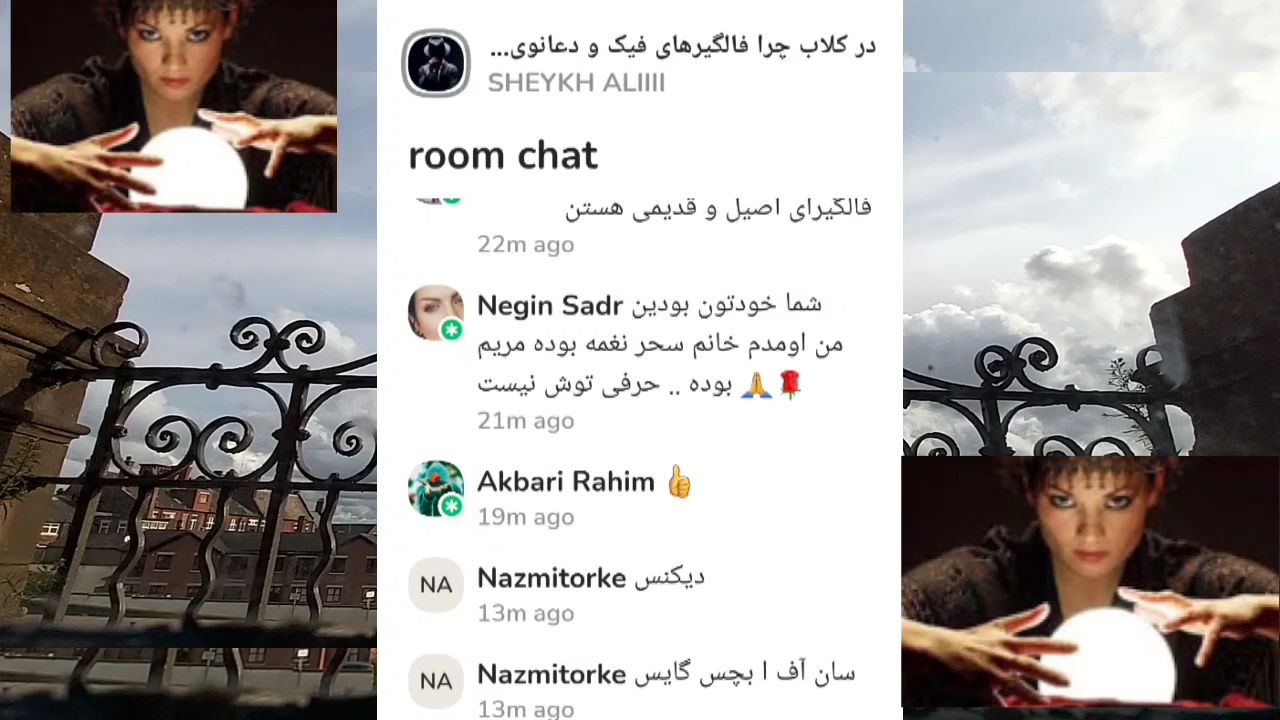 در کلاب چرا فالگیرهای فیک و دعانوی...
SHEYKH ALIIII
room chat
فالگیرای اصیل و قدیمی هستن
22m ago
Negin Sadr شما خودتون بودین
من اومدم خانم سحر نغمه بوده مریم
بوده .. حرفی توش نیست 🙏🌹
21m ago
Akbari Rahim 👍
19m ago
NA
Nazmitorke دیکنس
13m ago
NA
Nazmitorke سان آف ا بچس گایس
13m ago